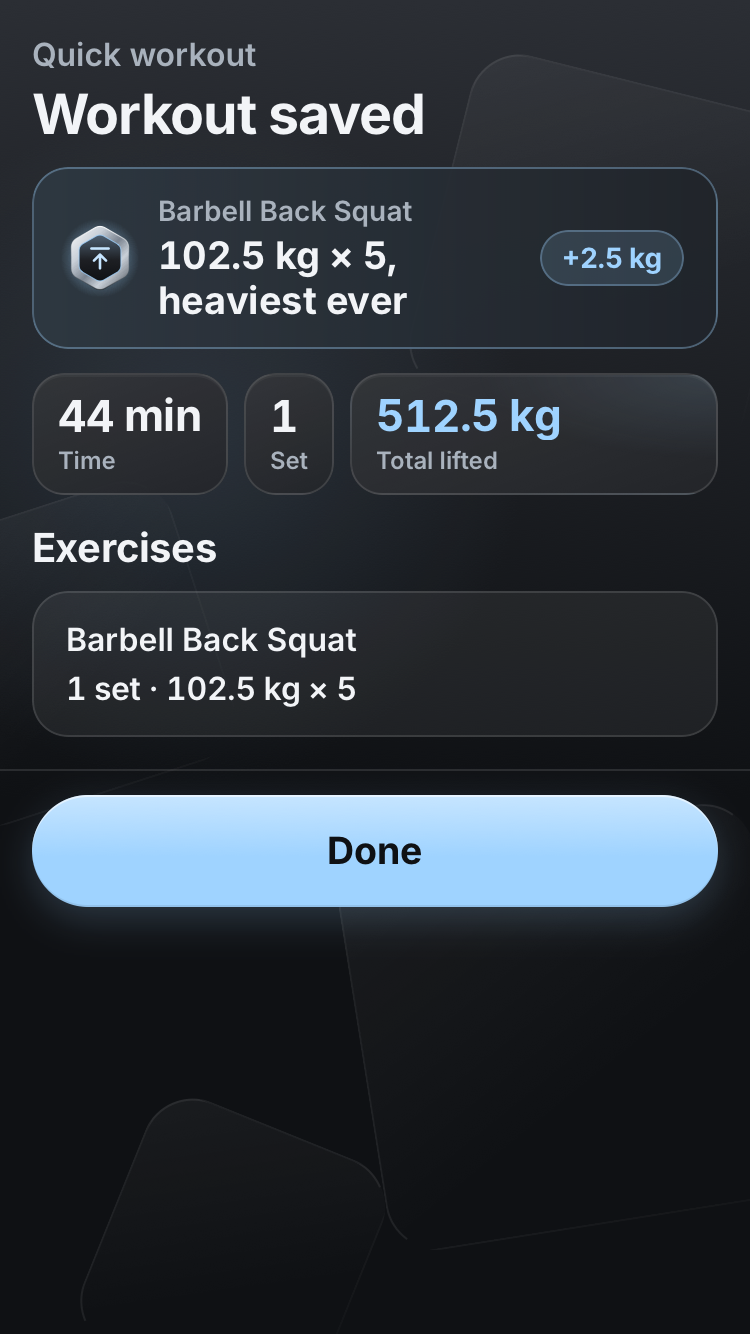 Quick workout
Workout saved
Barbell Back Squat
102.5 kg × 5,
heaviest ever
+2.5 kg
44 min
Time
1
Set
512.5 kg
Total lifted
Exercises
Barbell Back Squat
1 set · 102.5 kg × 5
Done